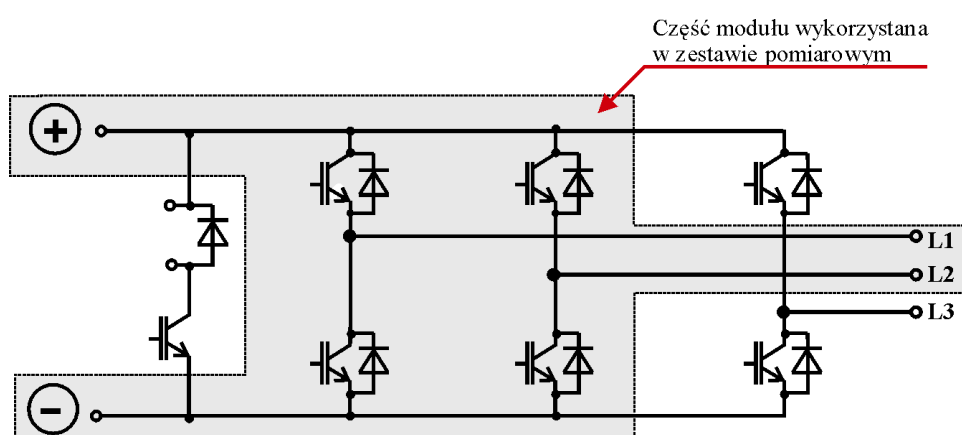 Część modułu wykorzystana
w zestawie pomiarowym
+
L1
L2
L3
-